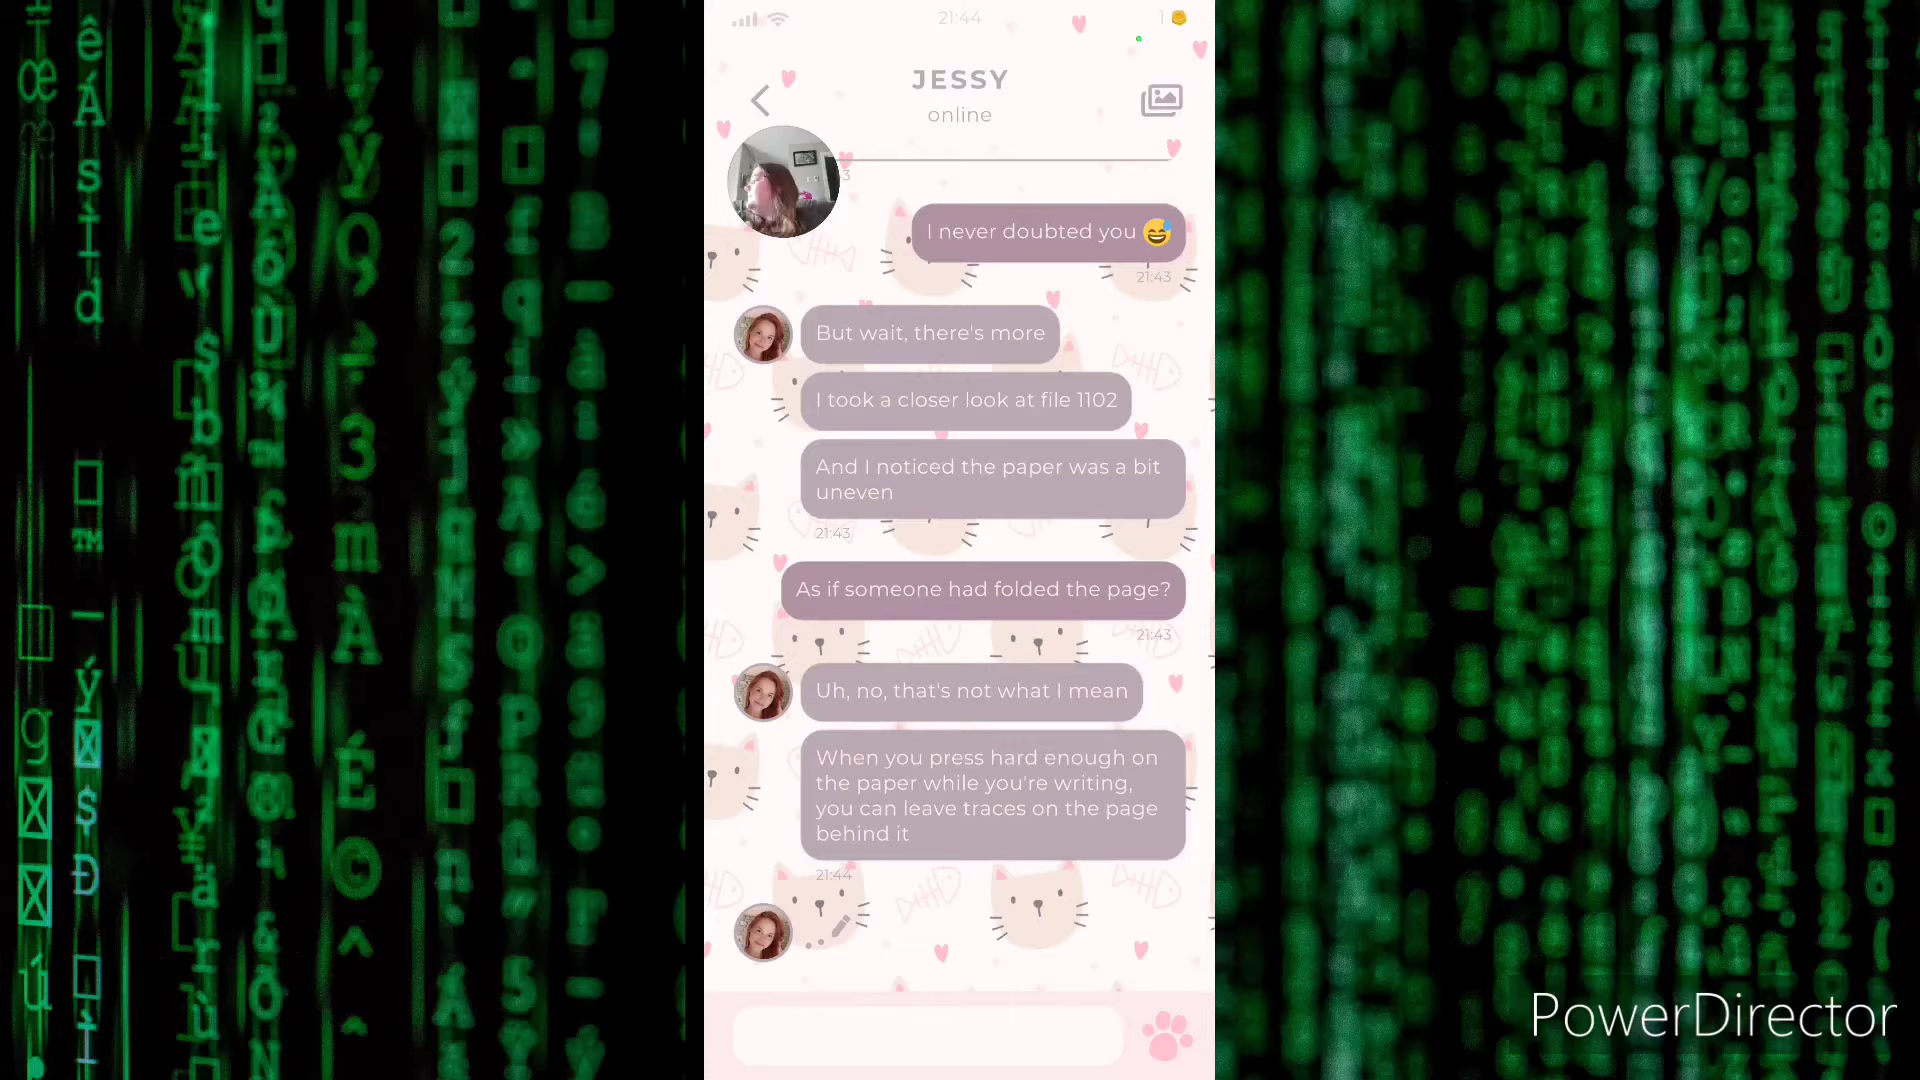 21:44
1
JESSY
online
I never doubted you 😅
21:43
But wait, there's more
I took a closer look at file 1102
And I noticed the paper was a bit
uneven
21:43
As if someone had folded the page?
21:43
Uh, no, that's not what I mean
When you press hard enough on
the paper while you're writing,
you can leave traces on the page
behind it
21:44
PowerDirector